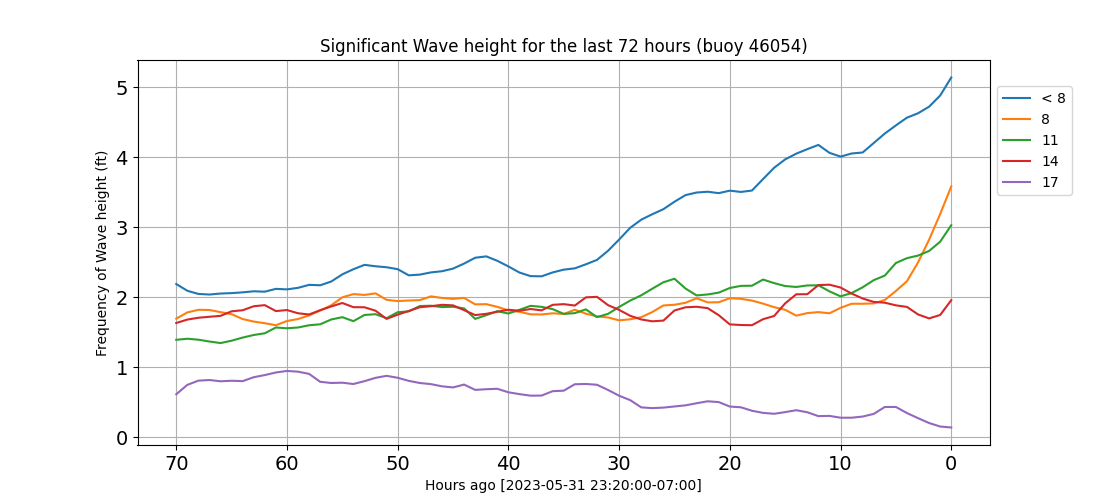 Significant Wave height for the last 72 hours (buoy 46054)
Frequency of Wave height (ft)
5
4
3
2
1
0
70 60 50 40 30 20 10 0
Hours ago [2023-05-31 23:20:00-07:00]
< 8
8
11
14
17